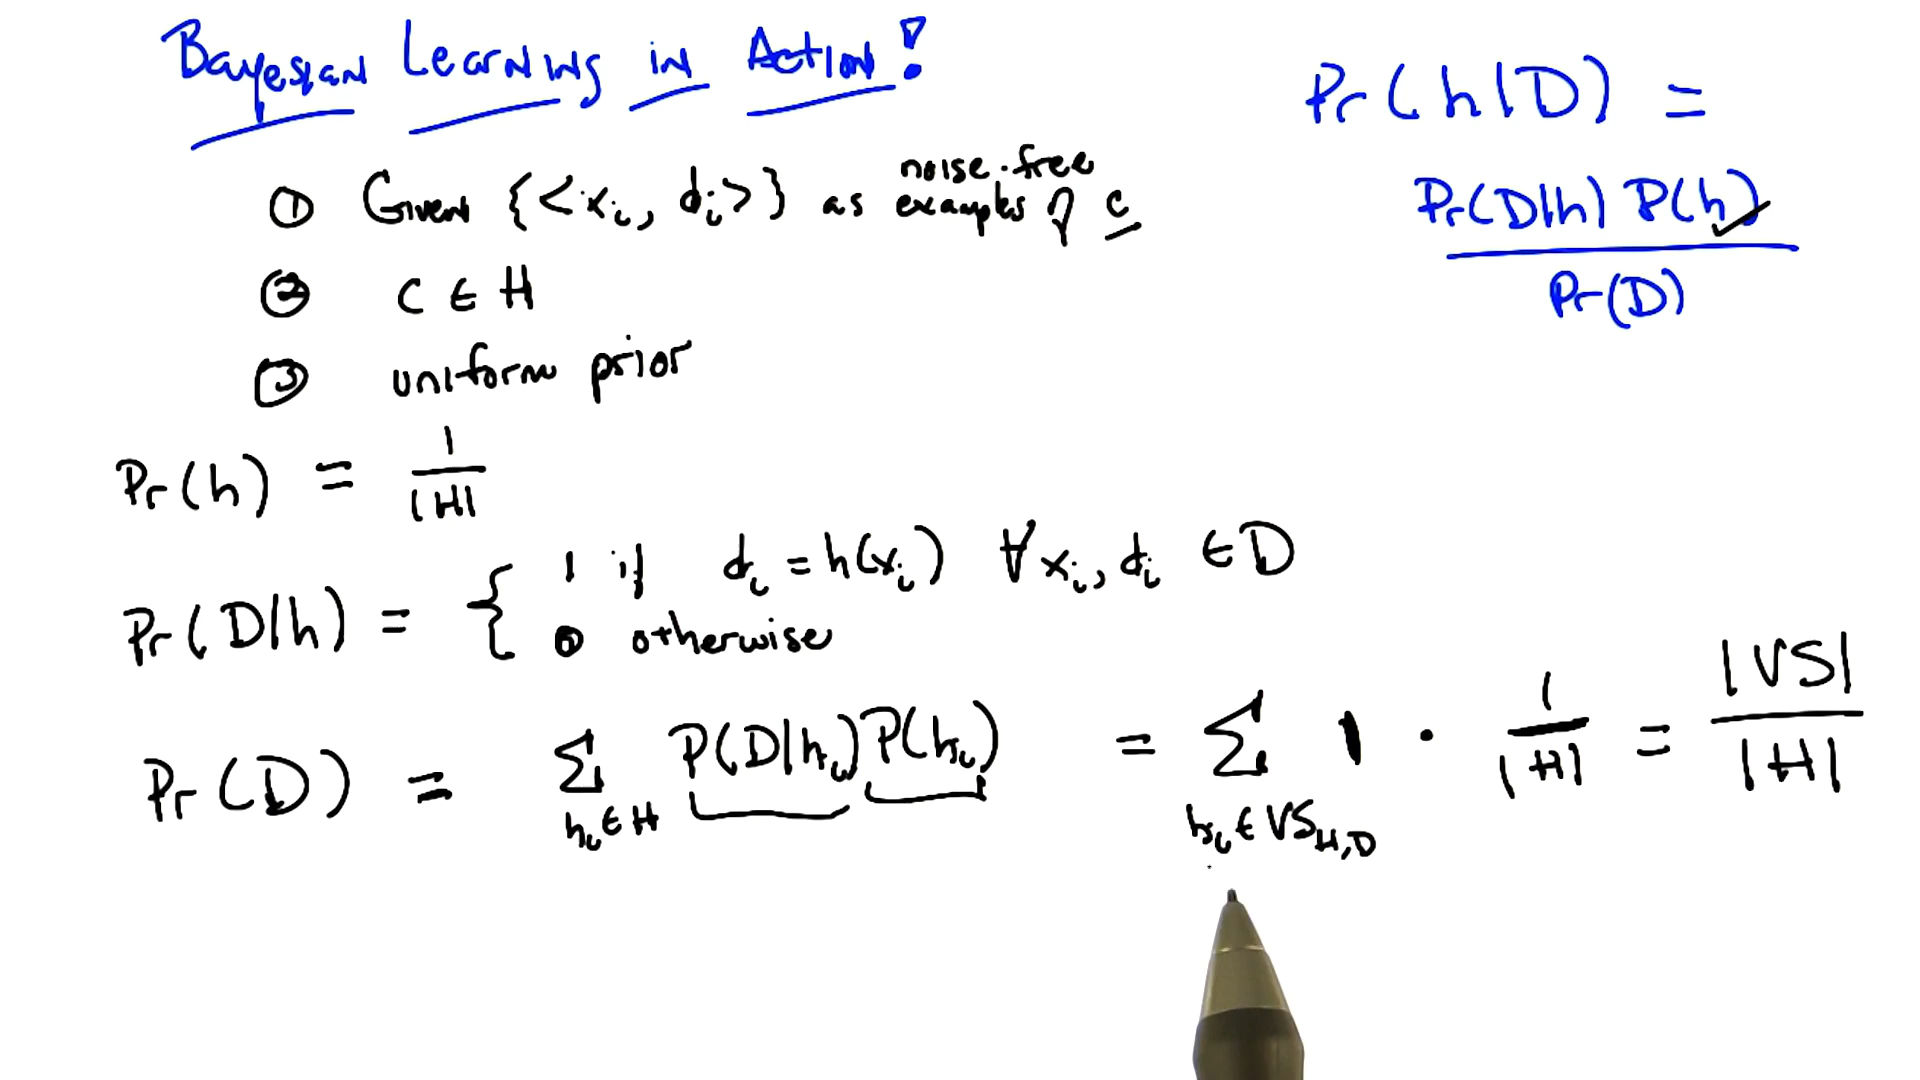 Bayesian Learning in Action!
Pr(h|D) =
Pr(D|h) P(h)
Pr(D)
① Given {<xᵢ, dᵢ>} as noise-free examples of c
② c ∈ H
③ uniform prior
Pr(h) = 1 / |H|
Pr(D|h) = { 1 if dᵢ = h(xᵢ) ∀xᵢ, dᵢ ∈ D
0 otherwise
Pr(D) = Σ P(D|hᵢ) P(hᵢ) = Σ 1 · 1 / |H| = |VS| / |H|
hᵢ ∈ H hᵢ ∈ VS_H,D